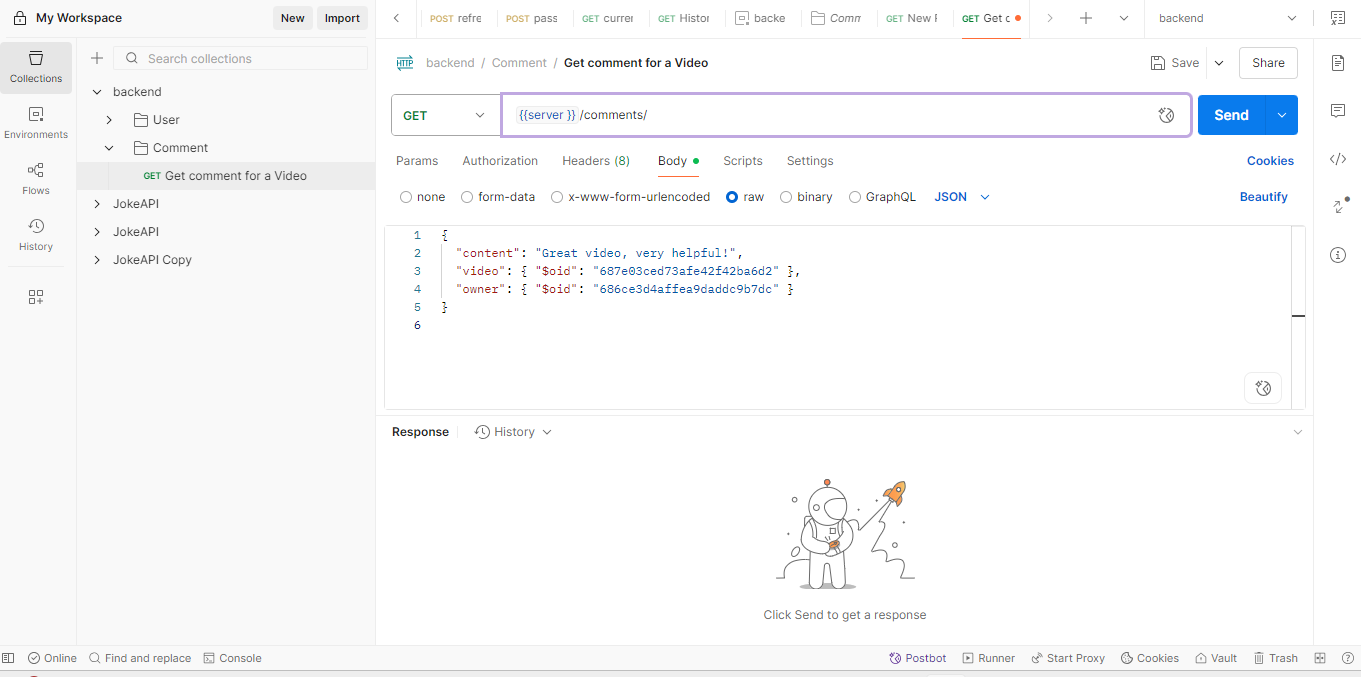 My Workspace New Import
POST refre POST pass GET currer GET Histor backe Comm GET New F GET Get c backend
Collections
Environments
Flows
History
Search collections
backend
User
Comment
GET Get comment for a Video
JokeAPI
JokeAPI
JokeAPI Copy
HTTP backend / Comment / Get comment for a Video Save Share
GET {{server }} /comments/ Send
Params Authorization Headers (8) Body Scripts Settings Cookies
none form-data x-www-form-urlencoded raw binary GraphQL JSON Beautify
1 {
2 "content": "Great video, very helpful!",
3 "video": { "$oid": "687e03ced73afe42f42ba6d2" },
4 "owner": { "$oid": "686ce3d4affea9daddc9b7dc" }
5 }
6
Response History
Click Send to get a response
Online Find and replace Console Postbot Runner Start Proxy Cookies Vault Trash